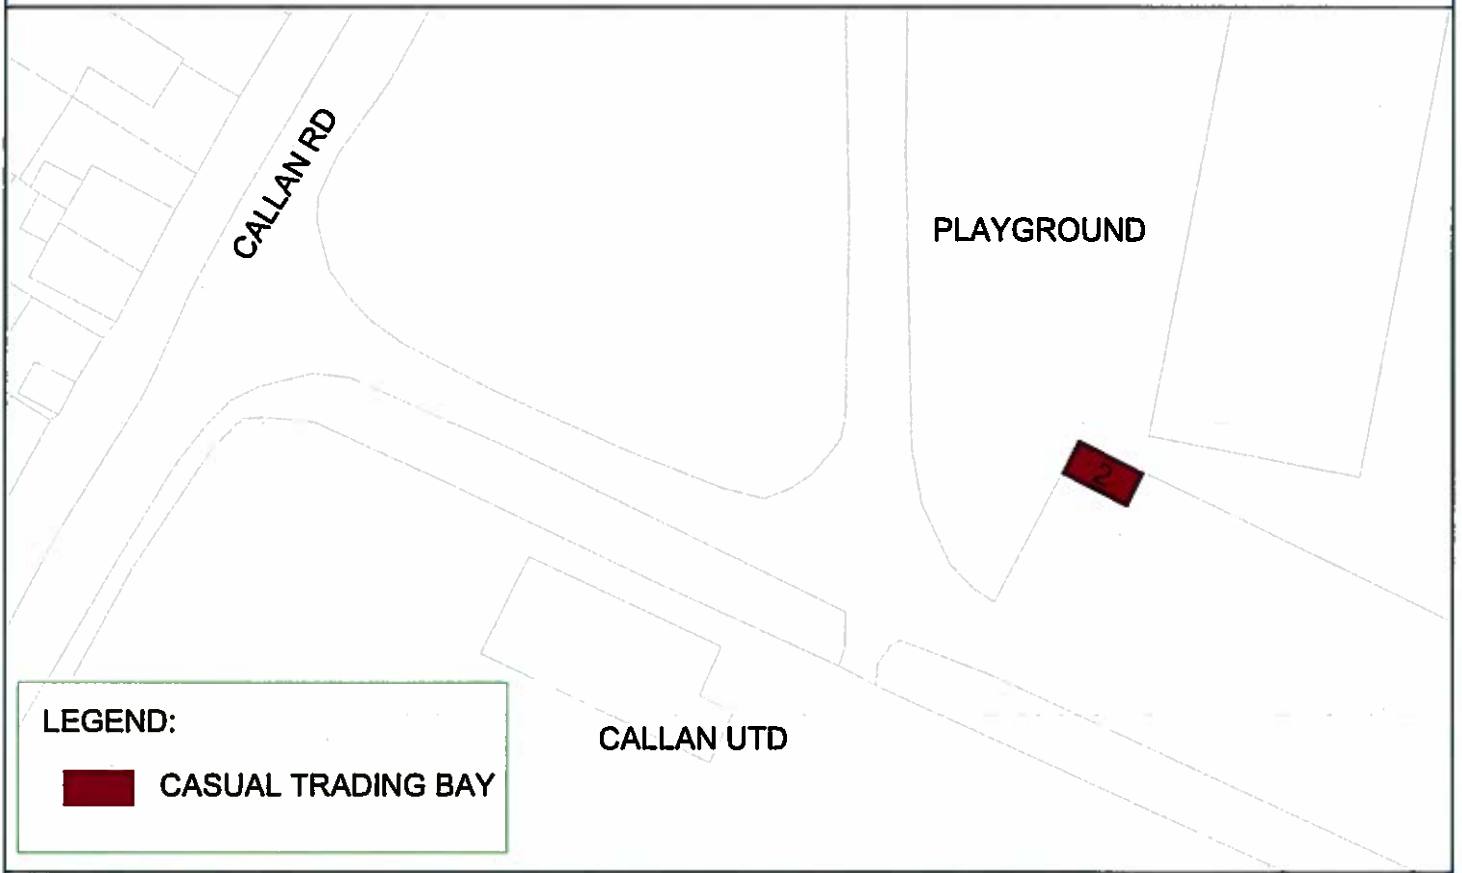 CALLAN RD
PLAYGROUND
2
CALLAN UTD
LEGEND:
CASUAL TRADING BAY